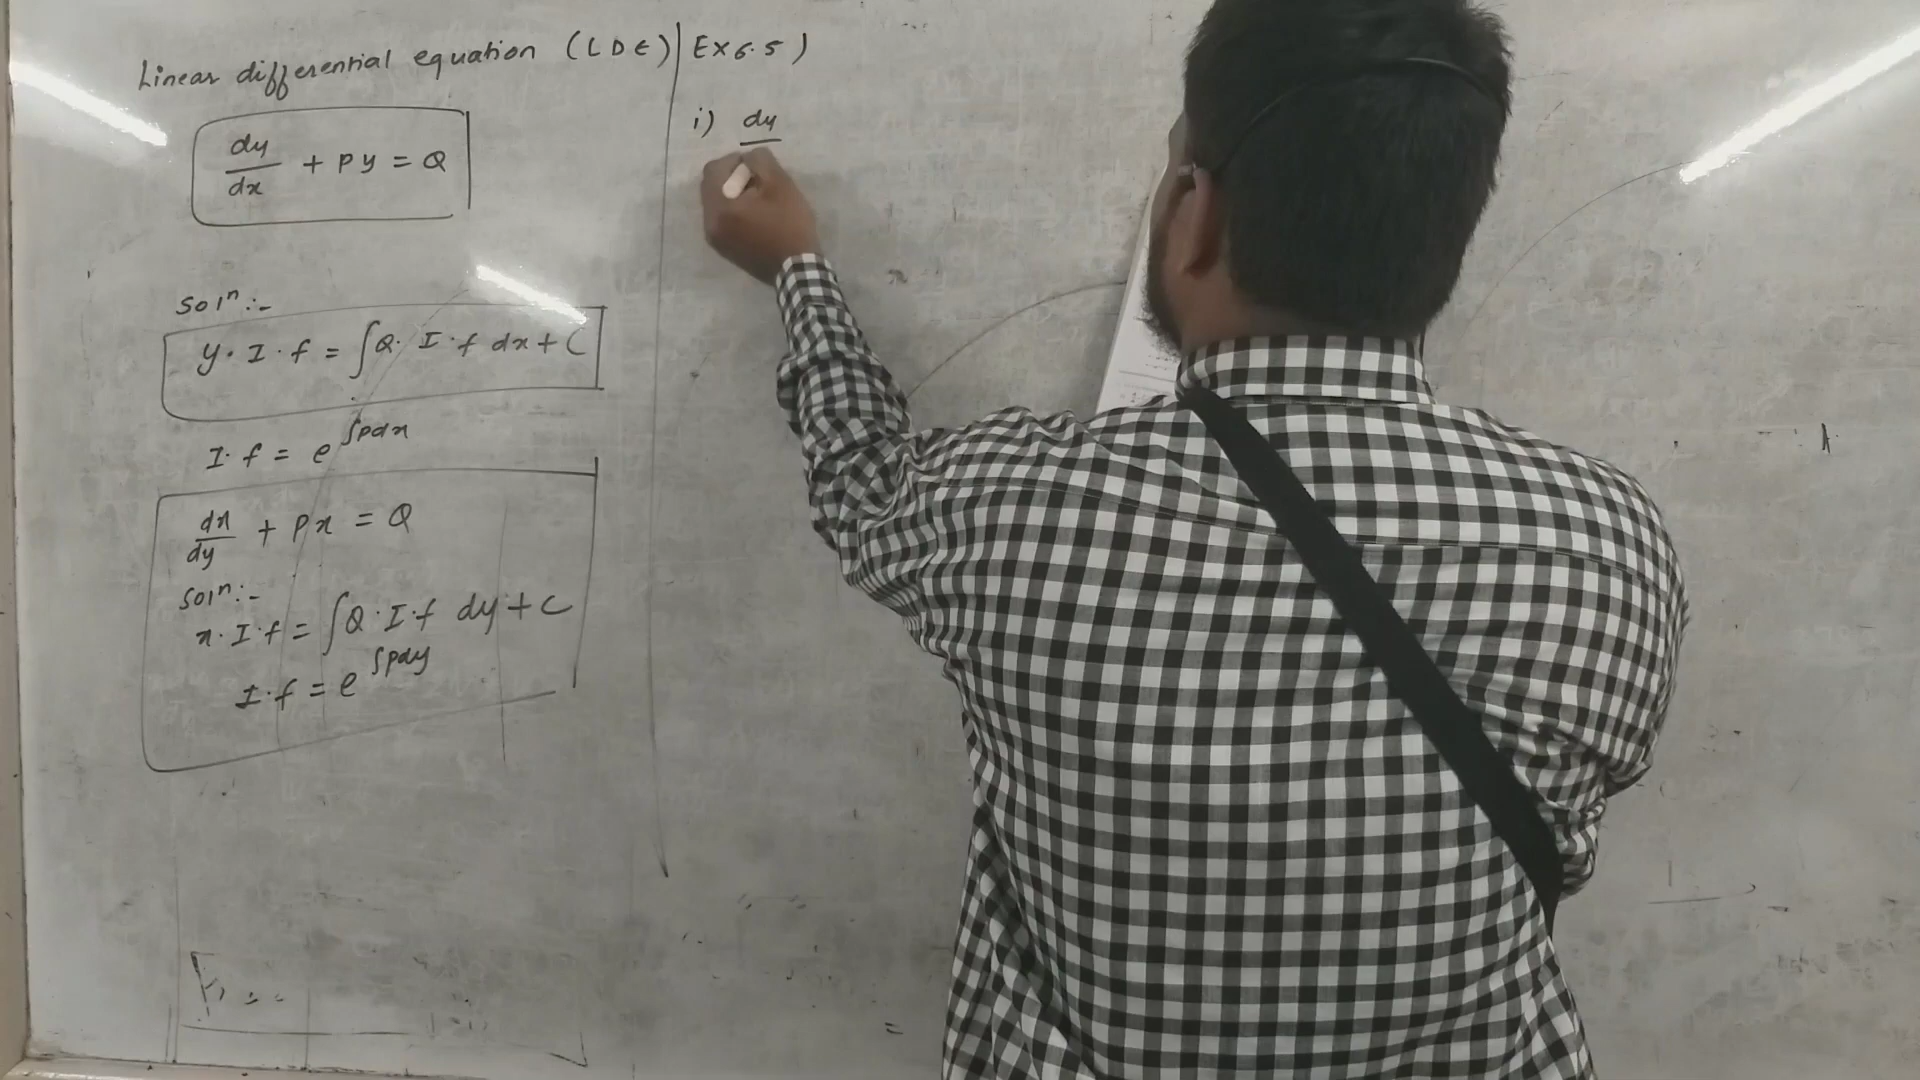 Linear differential equation (LDE) | Ex 6.5)
dy/dx + Py = Q
Solⁿ:-
y. I.f = ∫Q. I.f dx + C
I.f = e^∫pdx
dx/dy + Px = Q
Solⁿ:-
x. I.f = ∫Q. I.f dy + C
I.f = e^∫pdy
i) dy